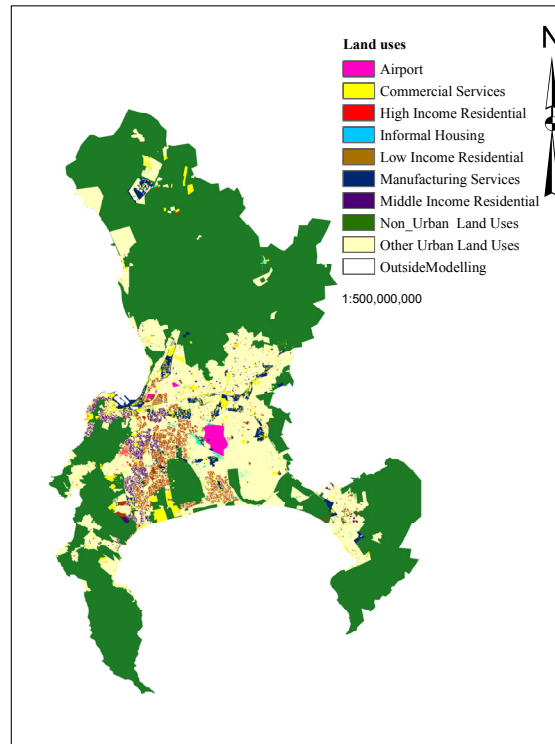 Land uses
N
Airport
Commercial Services
High Income Residential
Informal Housing
Low Income Residential
Manufacturing Services
Middle Income Residential
Non_Urban Land Uses
Other Urban Land Uses
OutsideModelling
1:500,000,000